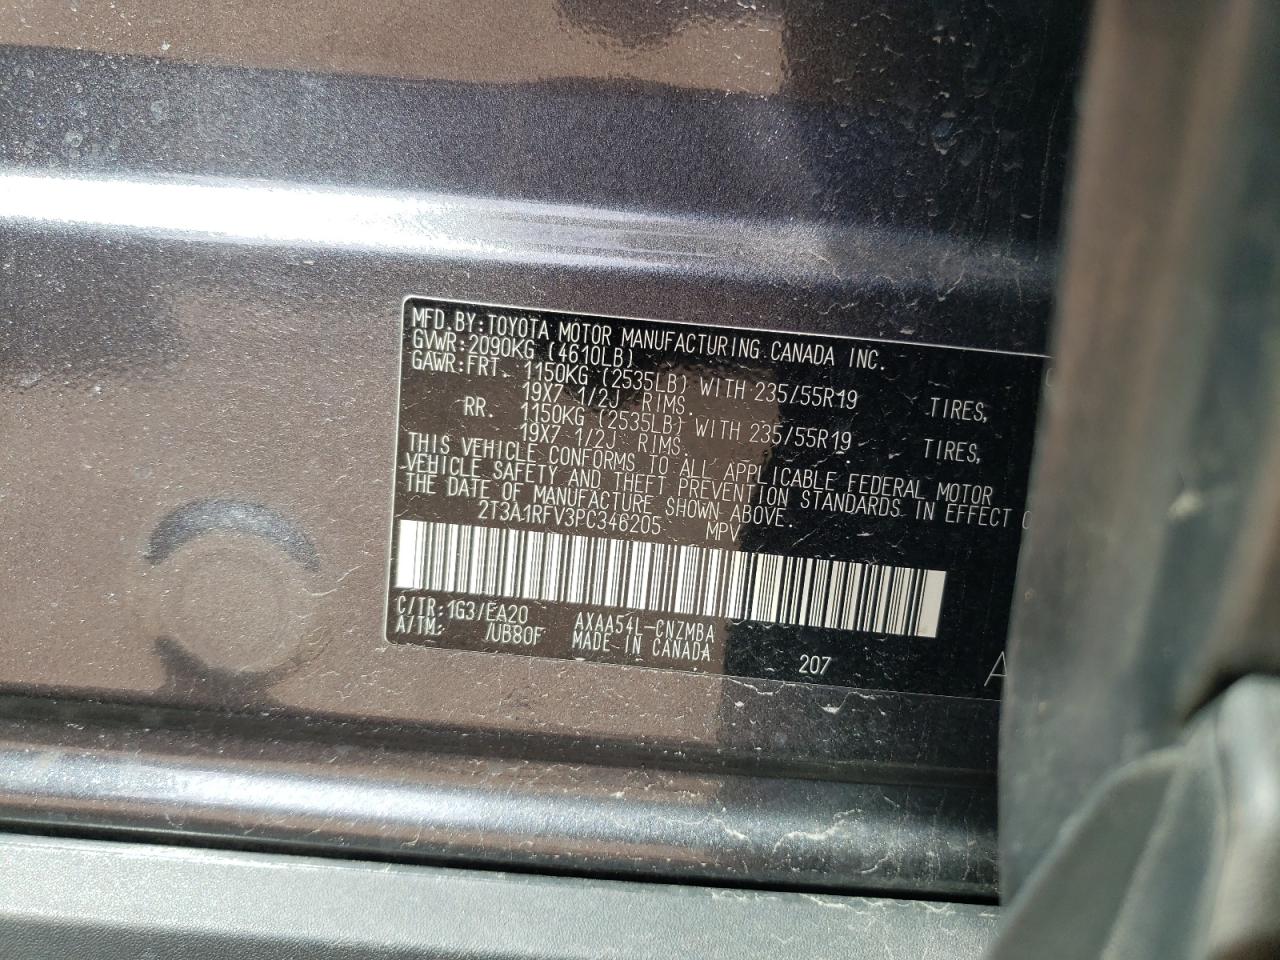 MFD.BY:TOYOTA MOTOR MANUFACTURING CANADA INC.
GVWR:2090KG (4610LB)
GAWR:FRT. 1150KG (2535LB) WITH 235/55R19 TIRES,
19X7 1/2J RIMS.
RR. 1150KG (2535LB) WITH 235/55R19 TIRES,
19X7 1/2J RIMS.
THIS VEHICLE CONFORMS TO ALL APPLICABLE FEDERAL MOTOR
VEHICLE SAFETY AND THEFT PREVENTION STANDARDS IN EFFECT
THE DATE OF MANUFACTURE SHOWN ABOVE.
2T3A1RFV3PC346205 MPV
C/TR:1G3/EA20 AXAA54L-CNZMBA
A/TM: /UB80F MADE IN CANADA 207